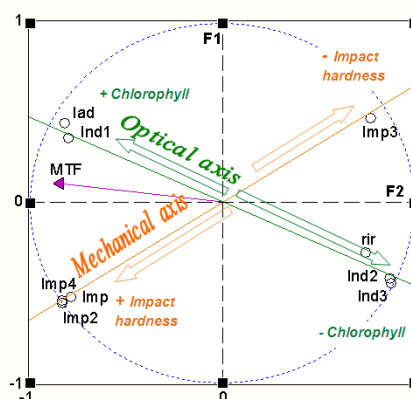 1
F1
- Impact
hardness
+ Chlorophyll
Iad
Ind1
Imp3
Optical axis
MTF
F2
0
Mechanical axis
rir
Imp4
Imp
Imp2
+ Impact
hardness
Ind2
Ind3
- Chlorophyll
-1
-1
0